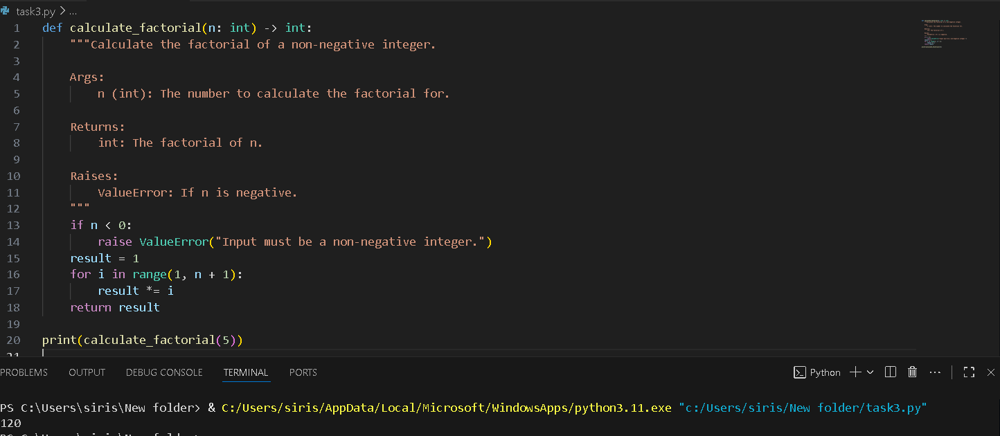 task3.py > ...
1 def calculate_factorial(n: int) -> int:
2     """Calculate the factorial of a non-negative integer.
3
4     Args:
5         n (int): The number to calculate the factorial for.
6
7     Returns:
8         int: The factorial of n.
9
10     Raises:
11         ValueError: If n is negative.
12     """
13     if n < 0:
14         raise ValueError("Input must be a non-negative integer.")
15     result = 1
16     for i in range(1, n + 1):
17         result *= i
18     return result
19
20 print(calculate_factorial(5))
21
PROBLEMS OUTPUT DEBUG CONSOLE TERMINAL PORTS Python
PS C:\Users\siris\New folder> & C:/Users/siris/AppData/Local/Microsoft/WindowsApps/python3.11.exe "c:/Users/siris/New folder/task3.py"
120
PS C:\Users\siris\New folder>